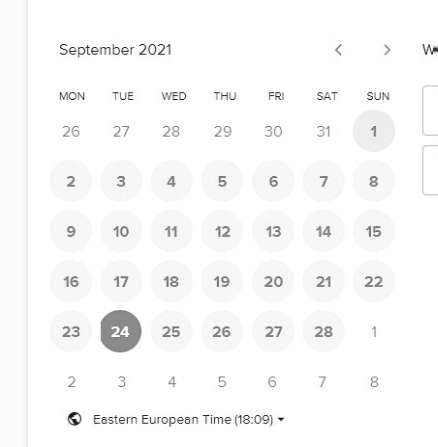 September 2021
MON TUE WED THU FRI SAT SUN
26 27 28 29 30 31 1
2 3 4 5 6 7 8
9 10 11 12 13 14 15
16 17 18 19 20 21 22
23 24 25 26 27 28 1
2 3 4 5 6 7 8
Eastern European Time (18:09)